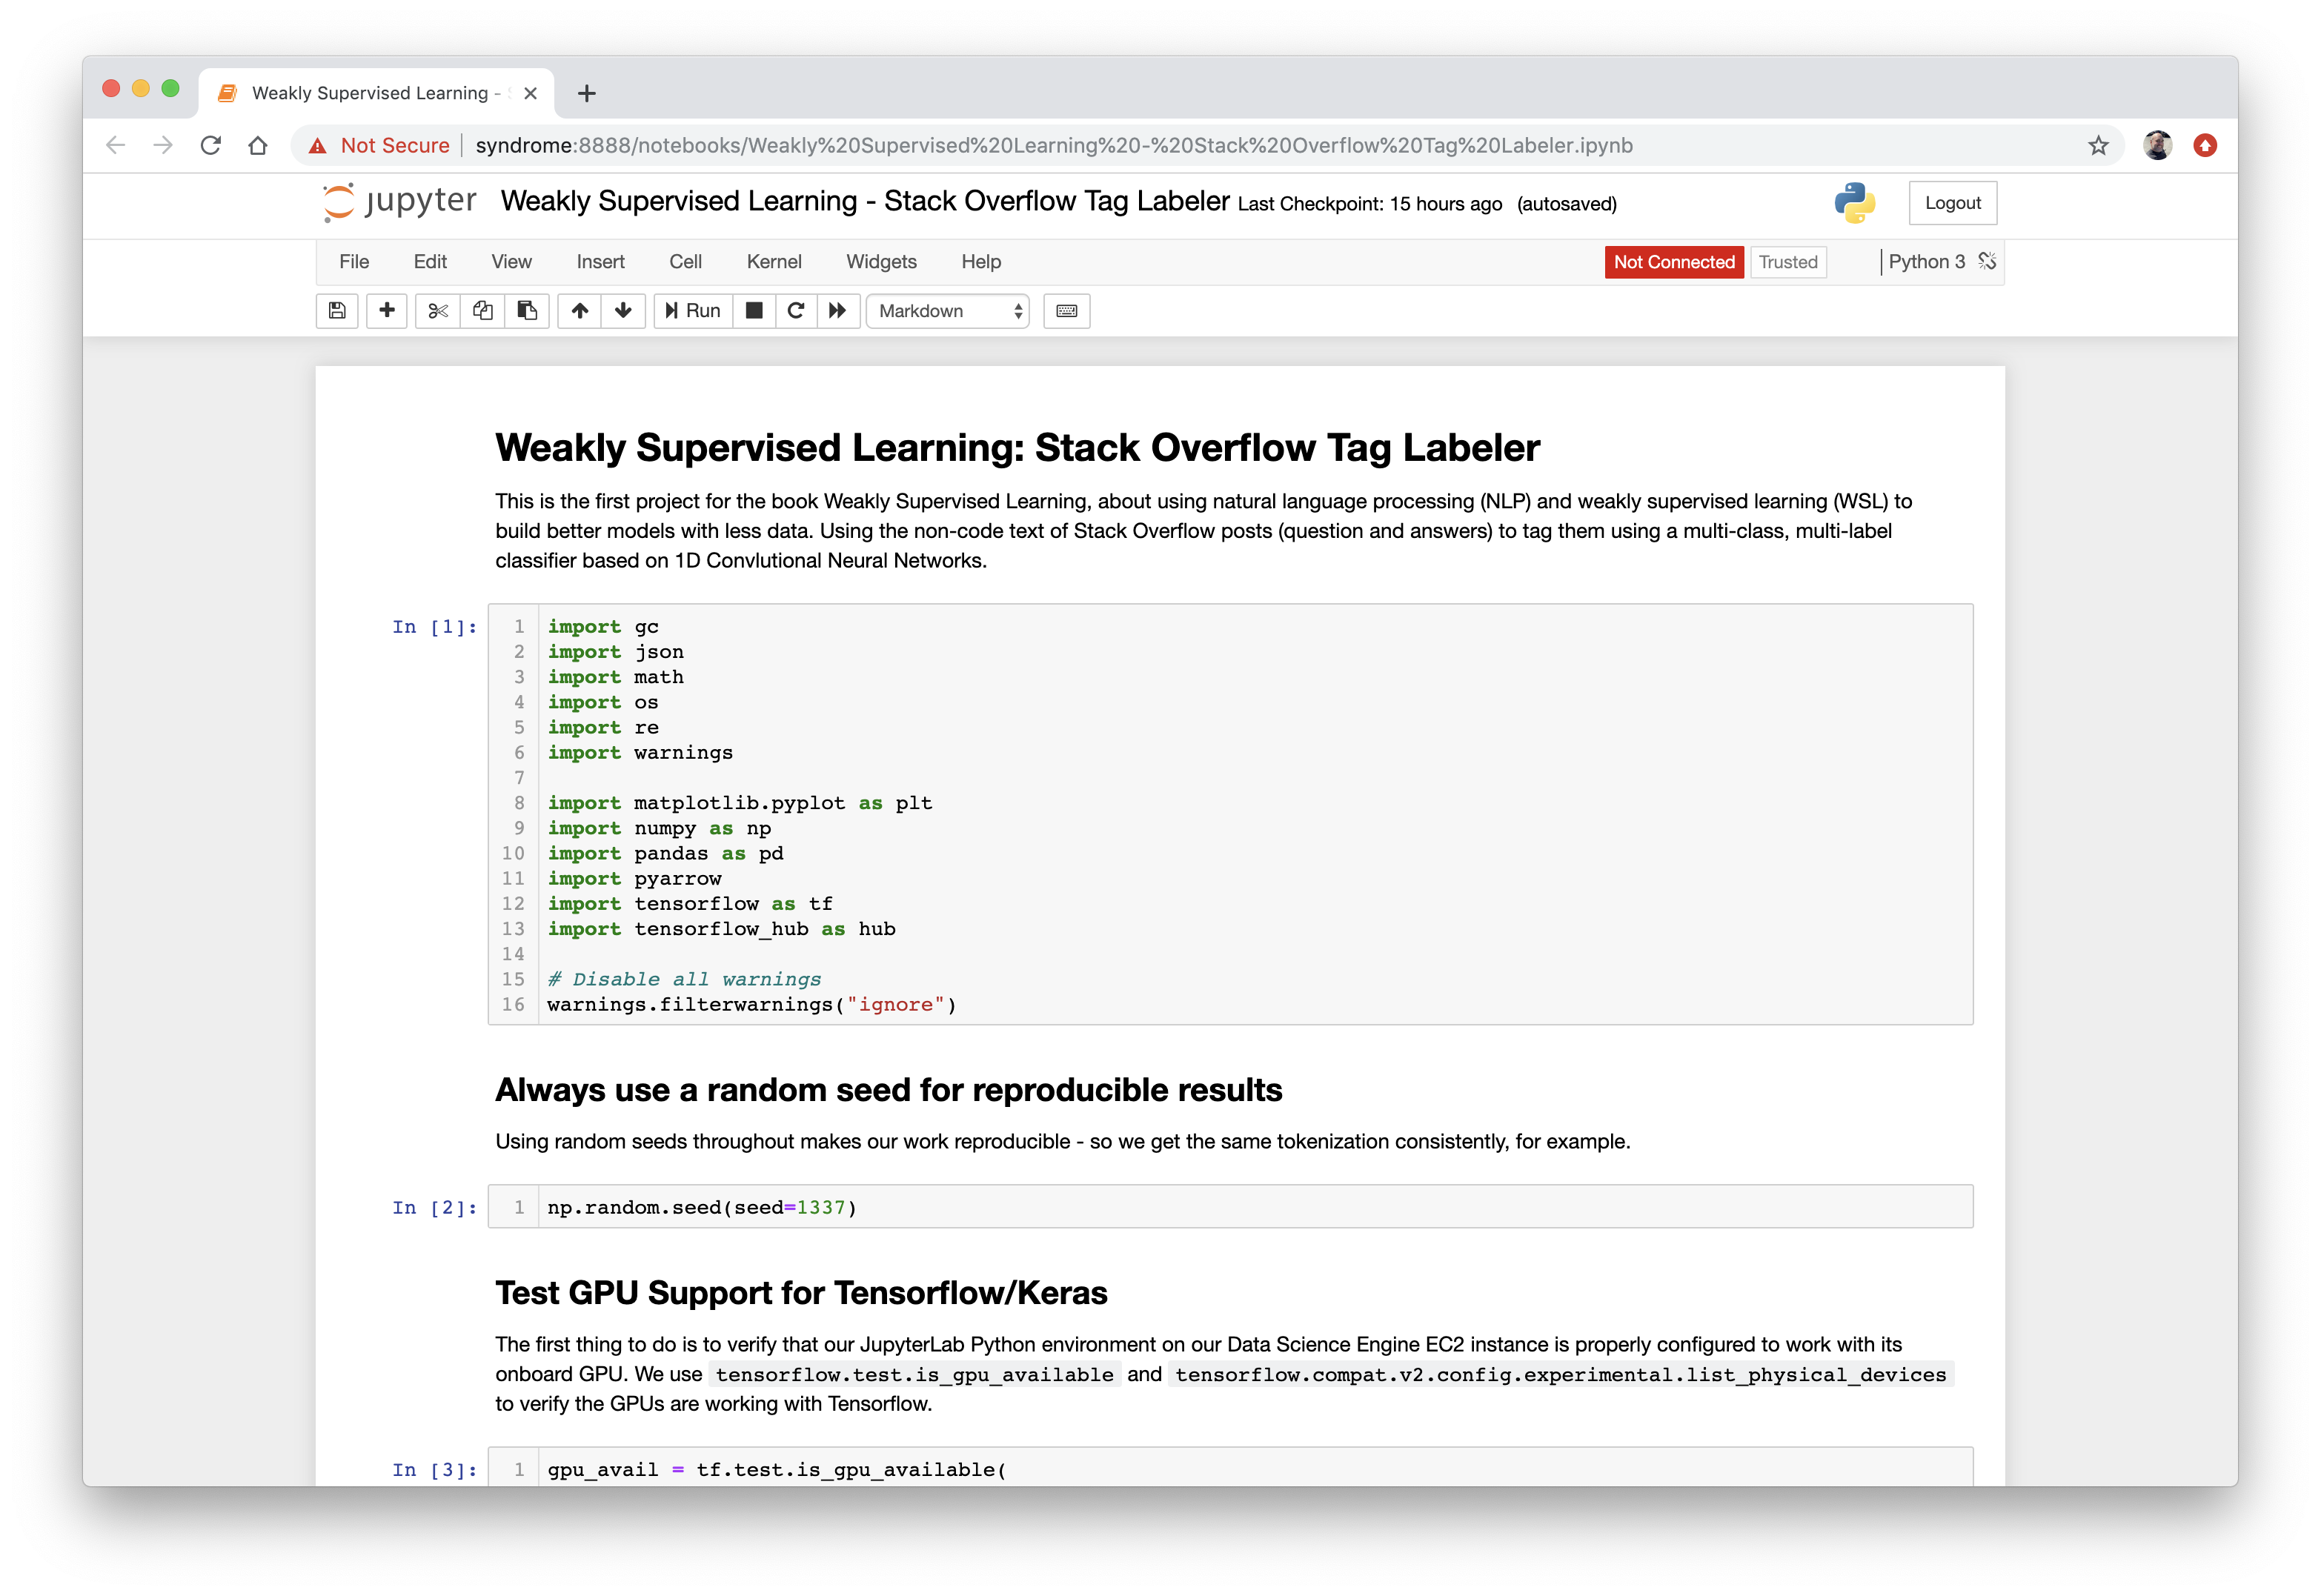 Weakly Supervised Learning -
Not Secure syndrome:8888/notebooks/Weakly%20Supervised%20Learning%20-%20Stack%20Overflow%20Tag%20Labeler.ipynb
jupyter Weakly Supervised Learning - Stack Overflow Tag Labeler Last Checkpoint: 15 hours ago (autosaved) Logout
File Edit View Insert Cell Kernel Widgets Help Not Connected Trusted Python 3
Run Markdown
Weakly Supervised Learning: Stack Overflow Tag Labeler
This is the first project for the book Weakly Supervised Learning, about using natural language processing (NLP) and weakly supervised learning (WSL) to
build better models with less data. Using the non-code text of Stack Overflow posts (question and answers) to tag them using a multi-class, multi-label
classifier based on 1D Convlutional Neural Networks.
In [1]: 1 import gc
2 import json
3 import math
4 import os
5 import re
6 import warnings
7
8 import matplotlib.pyplot as plt
9 import numpy as np
10 import pandas as pd
11 import pyarrow
12 import tensorflow as tf
13 import tensorflow_hub as hub
14
15 # Disable all warnings
16 warnings.filterwarnings("ignore")
Always use a random seed for reproducible results
Using random seeds throughout makes our work reproducible - so we get the same tokenization consistently, for example.
In [2]: 1 np.random.seed(seed=1337)
Test GPU Support for Tensorflow/Keras
The first thing to do is to verify that our JupyterLab Python environment on our Data Science Engine EC2 instance is properly configured to work with its
onboard GPU. We use tensorflow.test.is_gpu_available and tensorflow.compat.v2.config.experimental.list_physical_devices
to verify the GPUs are working with Tensorflow.
In [3]: 1 gpu_avail = tf.test.is_gpu_available(